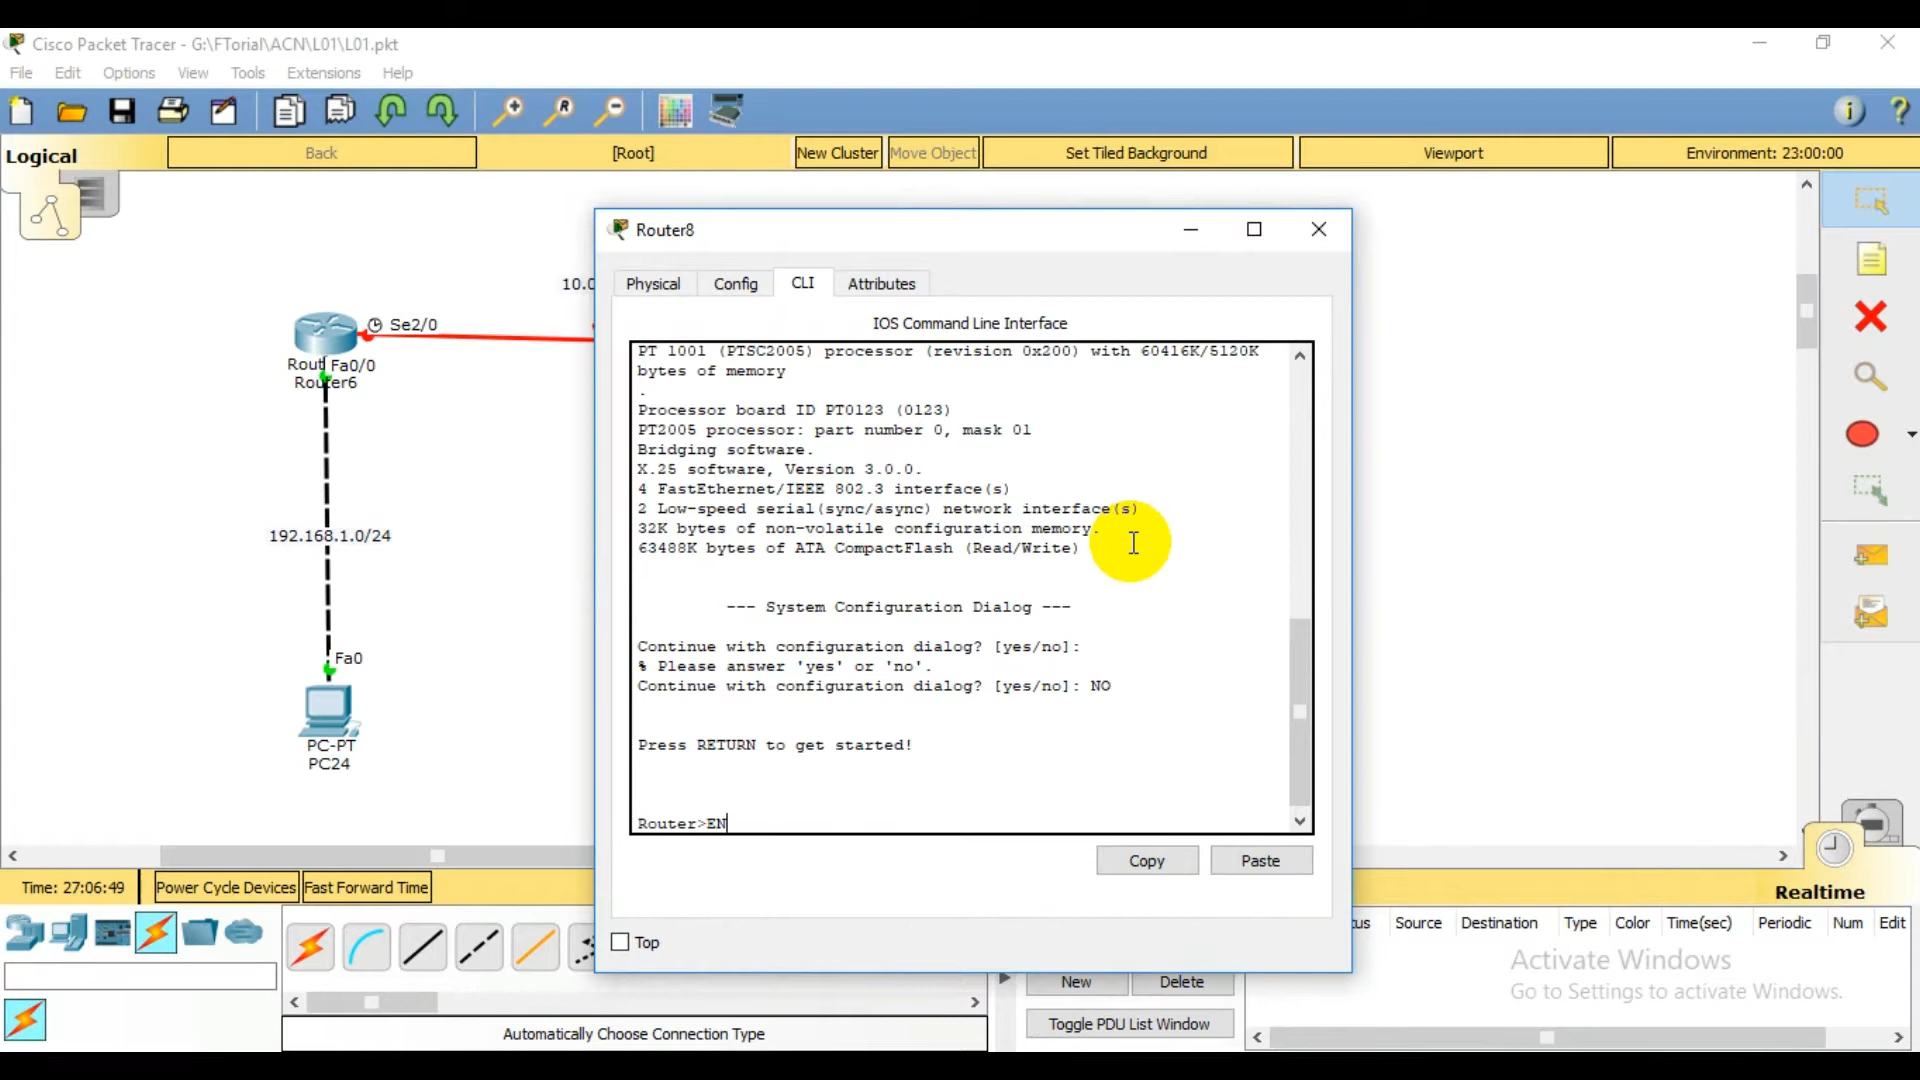 Cisco Packet Tracer - G:\FTorial\ACN\L01\L01.pkt
File Edit Options View Tools Extensions Help
Logical Back [Root] New Cluster Move Object Set Tiled Background Viewport Environment: 23:00:00
Router8
Physical Config CLI Attributes
IOS Command Line Interface
PT 1001 (PTSC2005) processor (revision 0x200) with 60416K/5120K
bytes of memory
.
Processor board ID PT0123 (0123)
PT2005 processor: part number 0, mask 01
Bridging software.
X.25 software, Version 3.0.0.
4 FastEthernet/IEEE 802.3 interface(s)
2 Low-speed serial(sync/async) network interface(s)
32K bytes of non-volatile configuration memory.
63488K bytes of ATA CompactFlash (Read/Write)
--- System Configuration Dialog ---
Continue with configuration dialog? [yes/no]:
% Please answer 'yes' or 'no'.
Continue with configuration dialog? [yes/no]: NO
Press RETURN to get started!
Router>EN
Copy Paste
Top
10.0
Se2/0
Fa0/0
Router6
192.168.1.0/24
Fa0
PC-PT
PC24
Time: 27:06:49 Power Cycle Devices Fast Forward Time
Realtime
Source Destination Type Color Time(sec) Periodic Num Edit
New Delete
Toggle PDU List Window
Automatically Choose Connection Type
Activate Windows
Go to Settings to activate Windows.